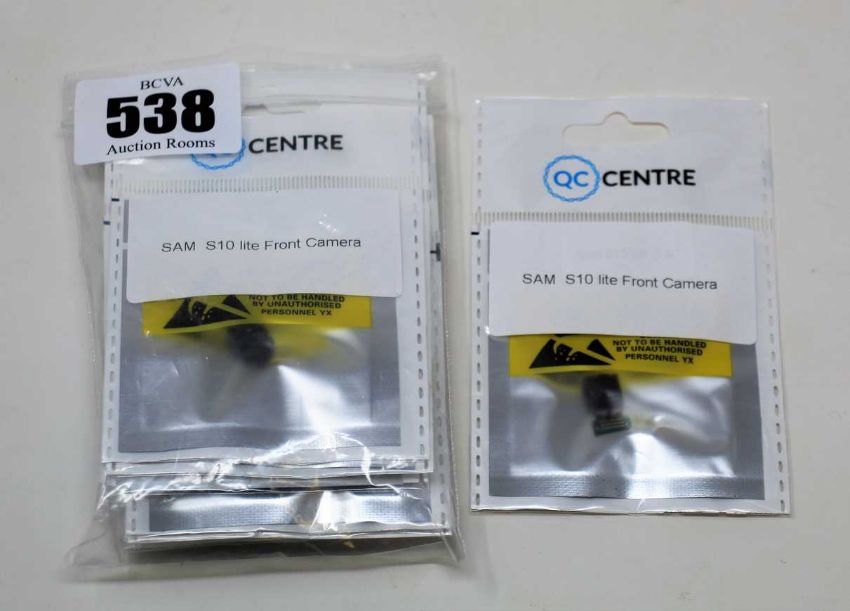 BCVA
538
Auction Rooms
CENTRE
SAM S10 lite Front Camera
NOT TO BE HANDLED
BY UNAUTHORISED
PERSONNEL YX
QC CENTRE
SAM S10 lite Front Camera
NOT TO BE HANDLED
BY UNAUTHORISED
PERSONNEL YX